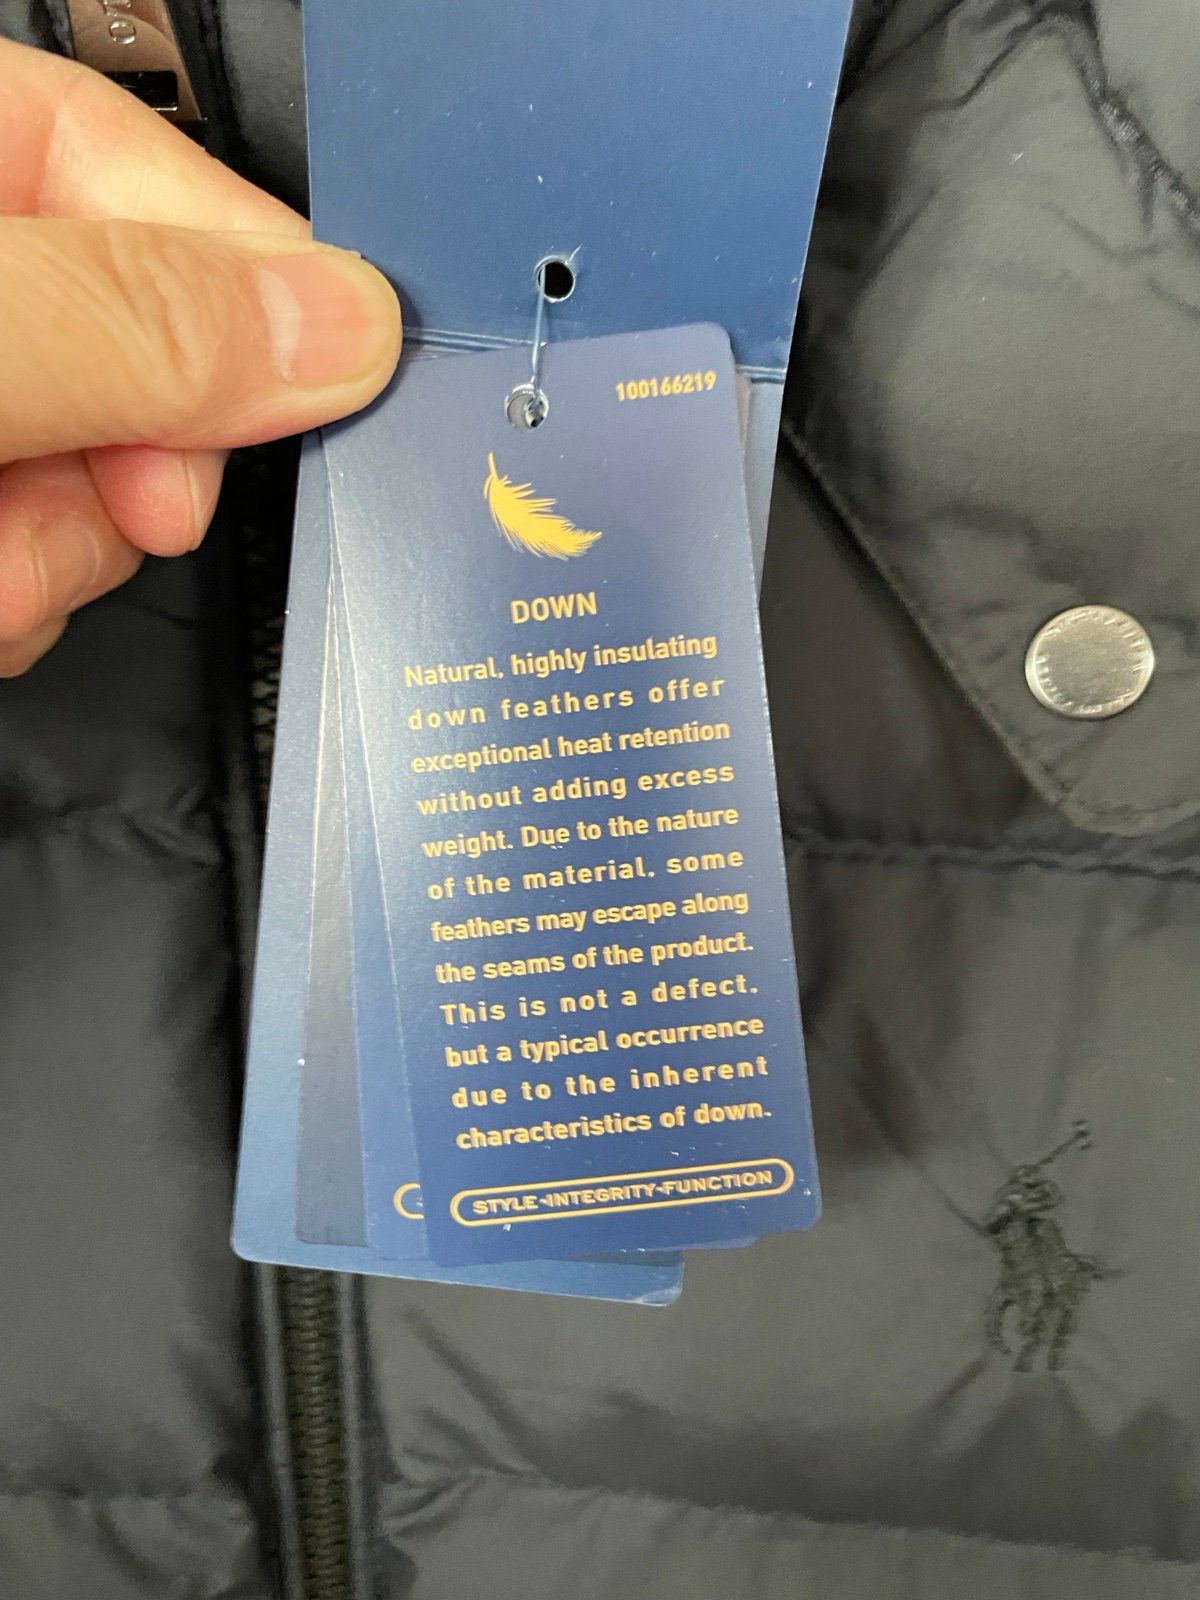 100166219
DOWN
Natural, highly insulating
down feathers offer
exceptional heat retention
without adding excess
weight. Due to the nature
of the material, some
feathers may escape along
the seams of the product.
This is not a defect,
but a typical occurrence
due to the inherent
characteristics of down.
STYLE-INTEGRITY-FUNCTION